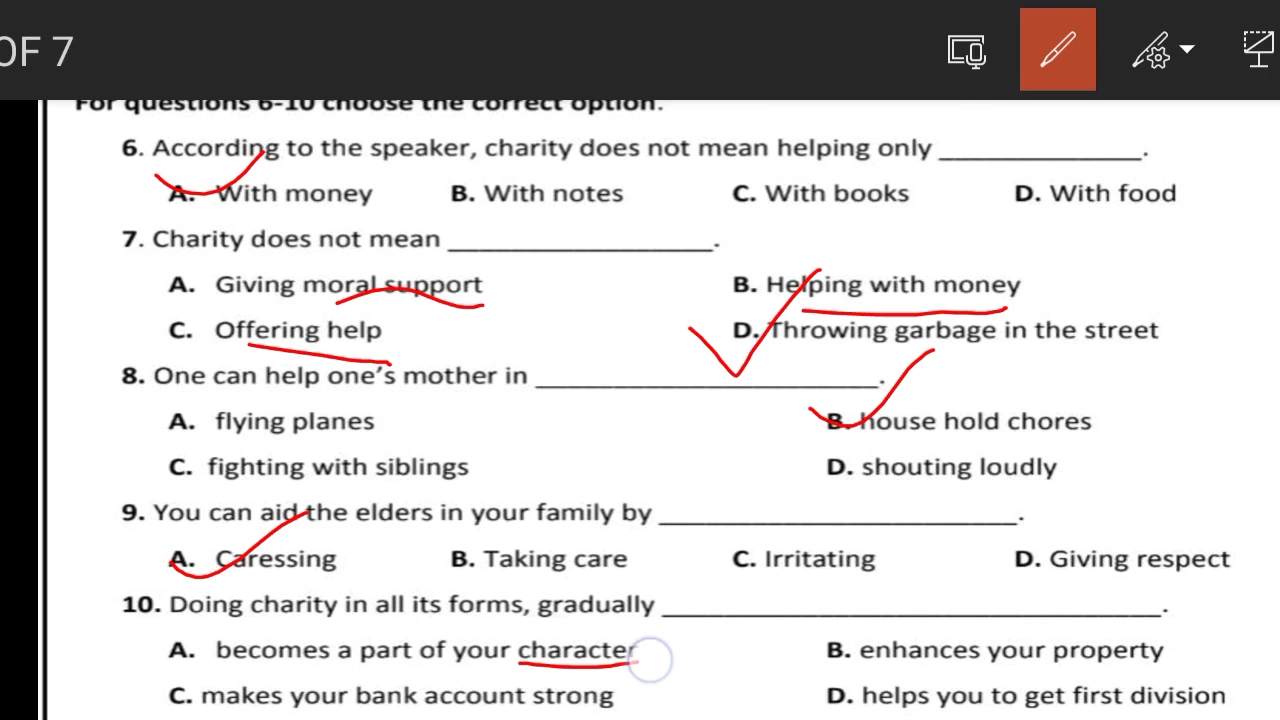 OF 7
For questions 6-10 choose the correct option.
6. According to the speaker, charity does not mean helping only _______________.
A. With money B. With notes C. With books D. With food
7. Charity does not mean ____________________.
A. Giving moral support B. Helping with money
C. Offering help D. Throwing garbage in the street
8. One can help one's mother in __________________________.
A. flying planes B. house hold chores
C. fighting with siblings D. shouting loudly
9. You can aid the elders in your family by ___________________________.
A. Caressing B. Taking care C. Irritating D. Giving respect
10. Doing charity in all its forms, gradually ______________________________________.
A. becomes a part of your character B. enhances your property
C. makes your bank account strong D. helps you to get first division